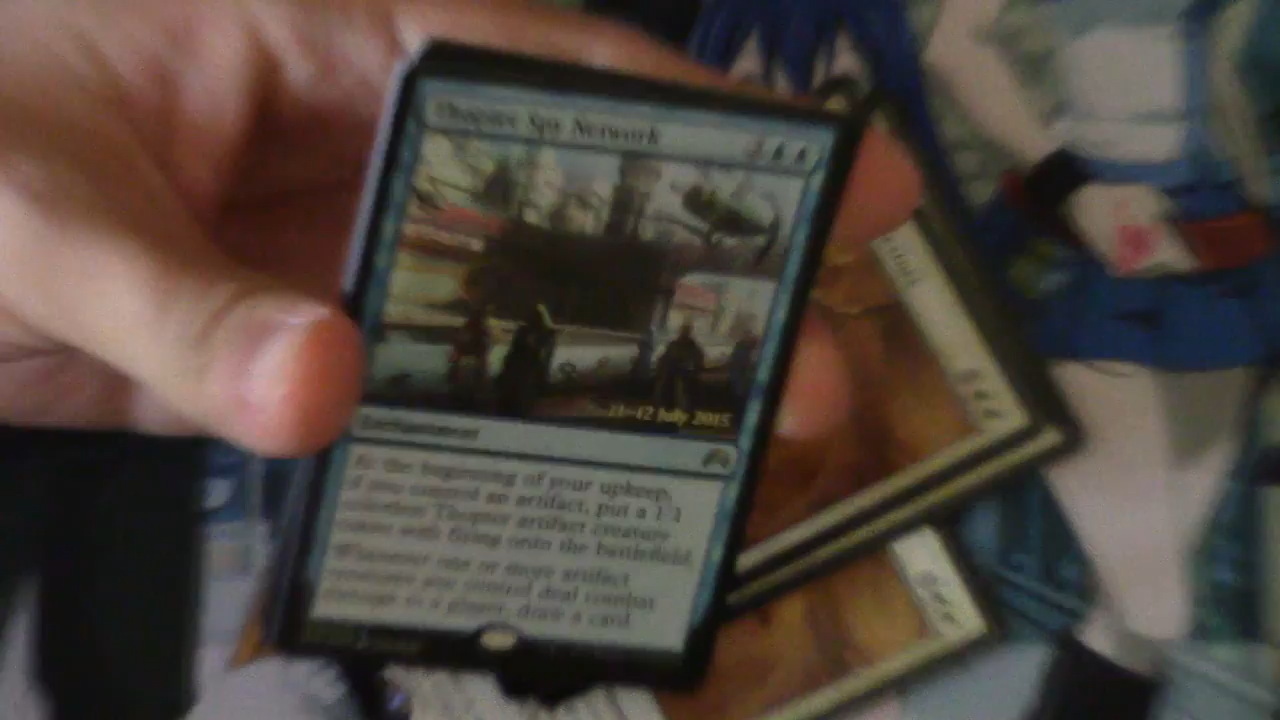 Thopter Spy Network 2
11-12 July 2015
Enchantment
At the beginning of your upkeep,
if you control an artifact, put a 1/1
colorless Thopter artifact creature
token with flying onto the battlefield.
Whenever one or more artifact
creatures you control deal combat
damage to a player, draw a card.